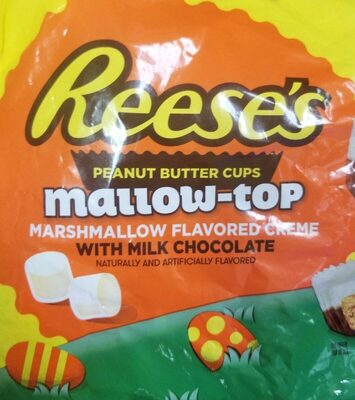 Reese's
PEANUT BUTTER CUPS
mallow-top
MARSHMALLOW FLAVORED CREME
WITH MILK CHOCOLATE
NATURALLY AND ARTIFICIALLY FLAVORED